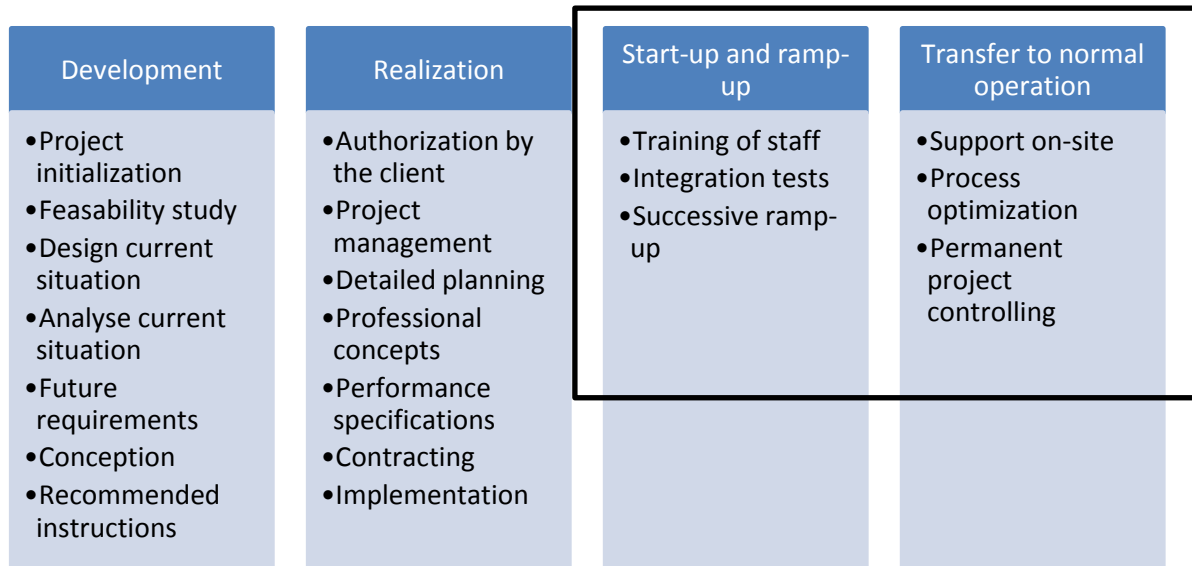 Development
•Project
initialization
•Feasability study
•Design current
situation
•Analyse current
situation
•Future
requirements
•Conception
•Recommended
instructions
Realization
•Authorization by
the client
•Project
management
•Detailed planning
•Professional
concepts
•Performance
specifications
•Contracting
•Implementation
Start-up and ramp-
up
•Training of staff
•Integration tests
•Successive ramp-
up
Transfer to normal
operation
•Support on-site
•Process
optimization
•Permanent
project
controlling